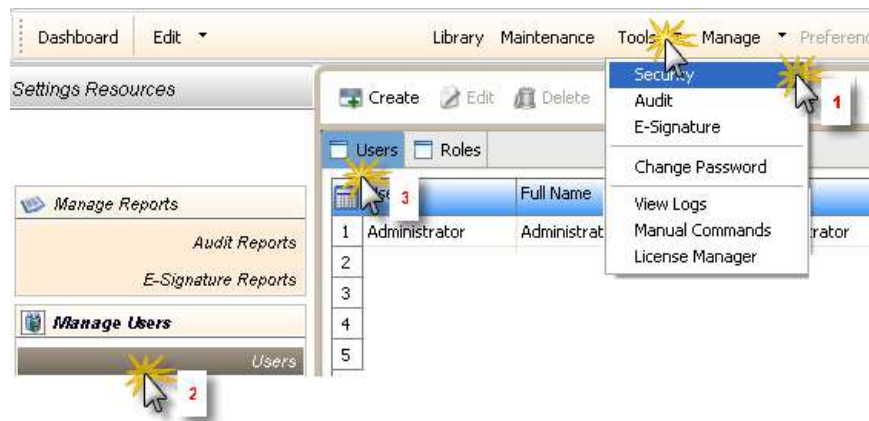 Dashboard Edit Library Maintenance Tools Manage
Settings Resources
Create Edit Delete
Security
Audit
E-Signature
Change Password
View Logs
Manual Commands
License Manager
1
Users Roles
3
Full Name
1 Administrator
2
3
4
5
Manage Reports
Audit Reports
E-Signature Reports
Manage Users
Users
2